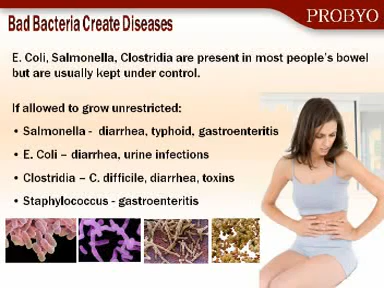 PROBYO
Bad Bacteria Create Diseases
E. Coli, Salmonella, Clostridia are present in most people's bowel
but are usually kept under control.
If allowed to grow unrestricted:
• Salmonella - diarrhea, typhoid, gastroenteritis
• E. Coli – diarrhea, urine infections
• Clostridia – C. difficile, diarrhea, toxins
• Staphylococcus - gastroenteritis